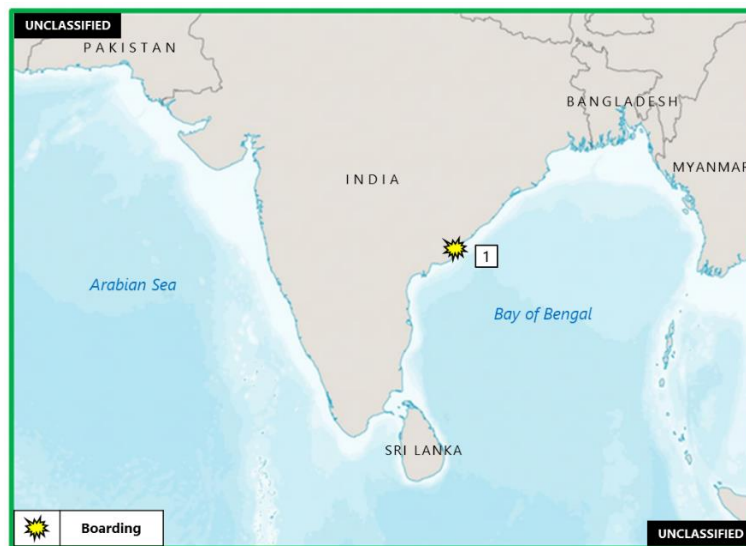 UNCLASSIFIED
PAKISTAN
BANGLADESH
MYANMAR
INDIA
1
Arabian Sea
Bay of Bengal
SRI LANKA
Boarding
UNCLASSIFIED